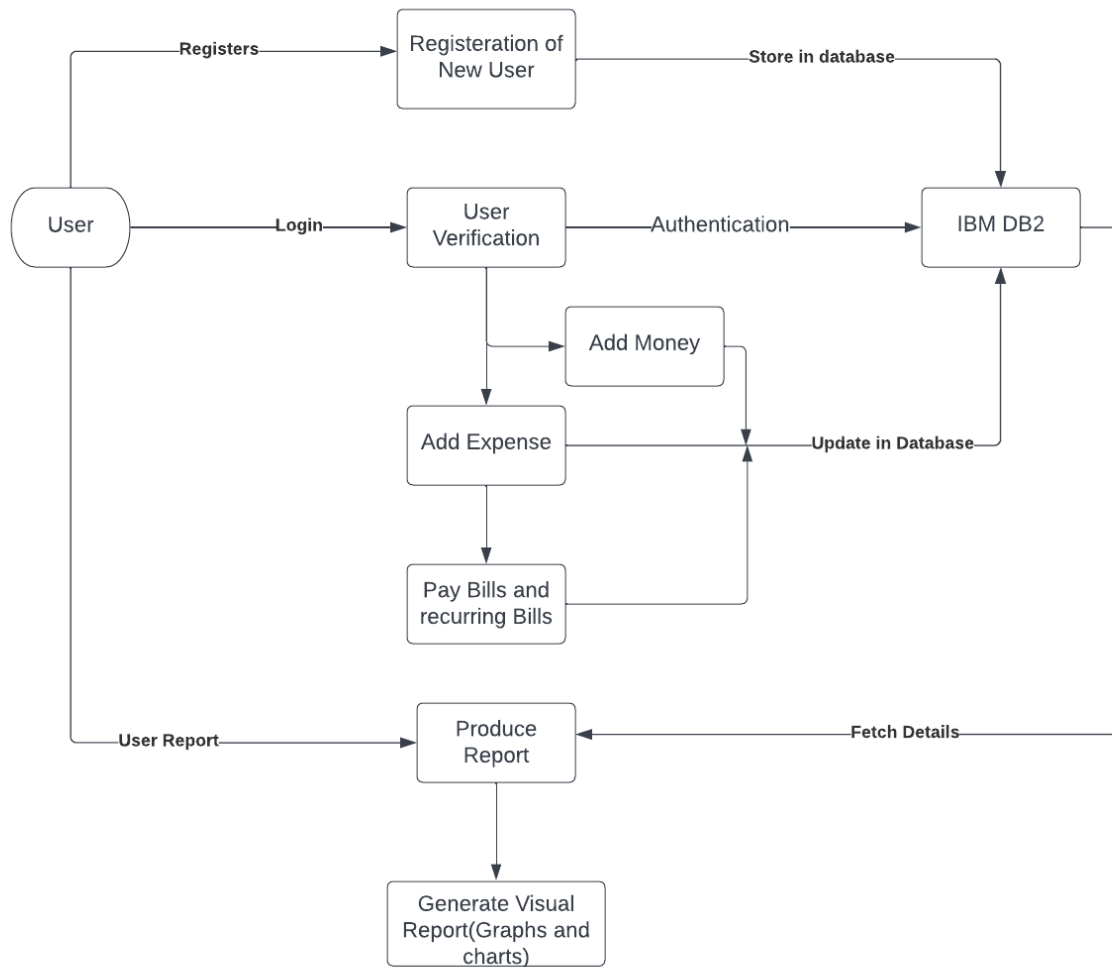 Registers
Registeration of
New User
Store in database
User
Login
User
Verification
Authentication
IBM DB2
Add Money
Add Expense
Update in Database
Pay Bills and
recurring Bills
User Report
Produce
Report
Fetch Details
Generate Visual
Report(Graphs and
charts)